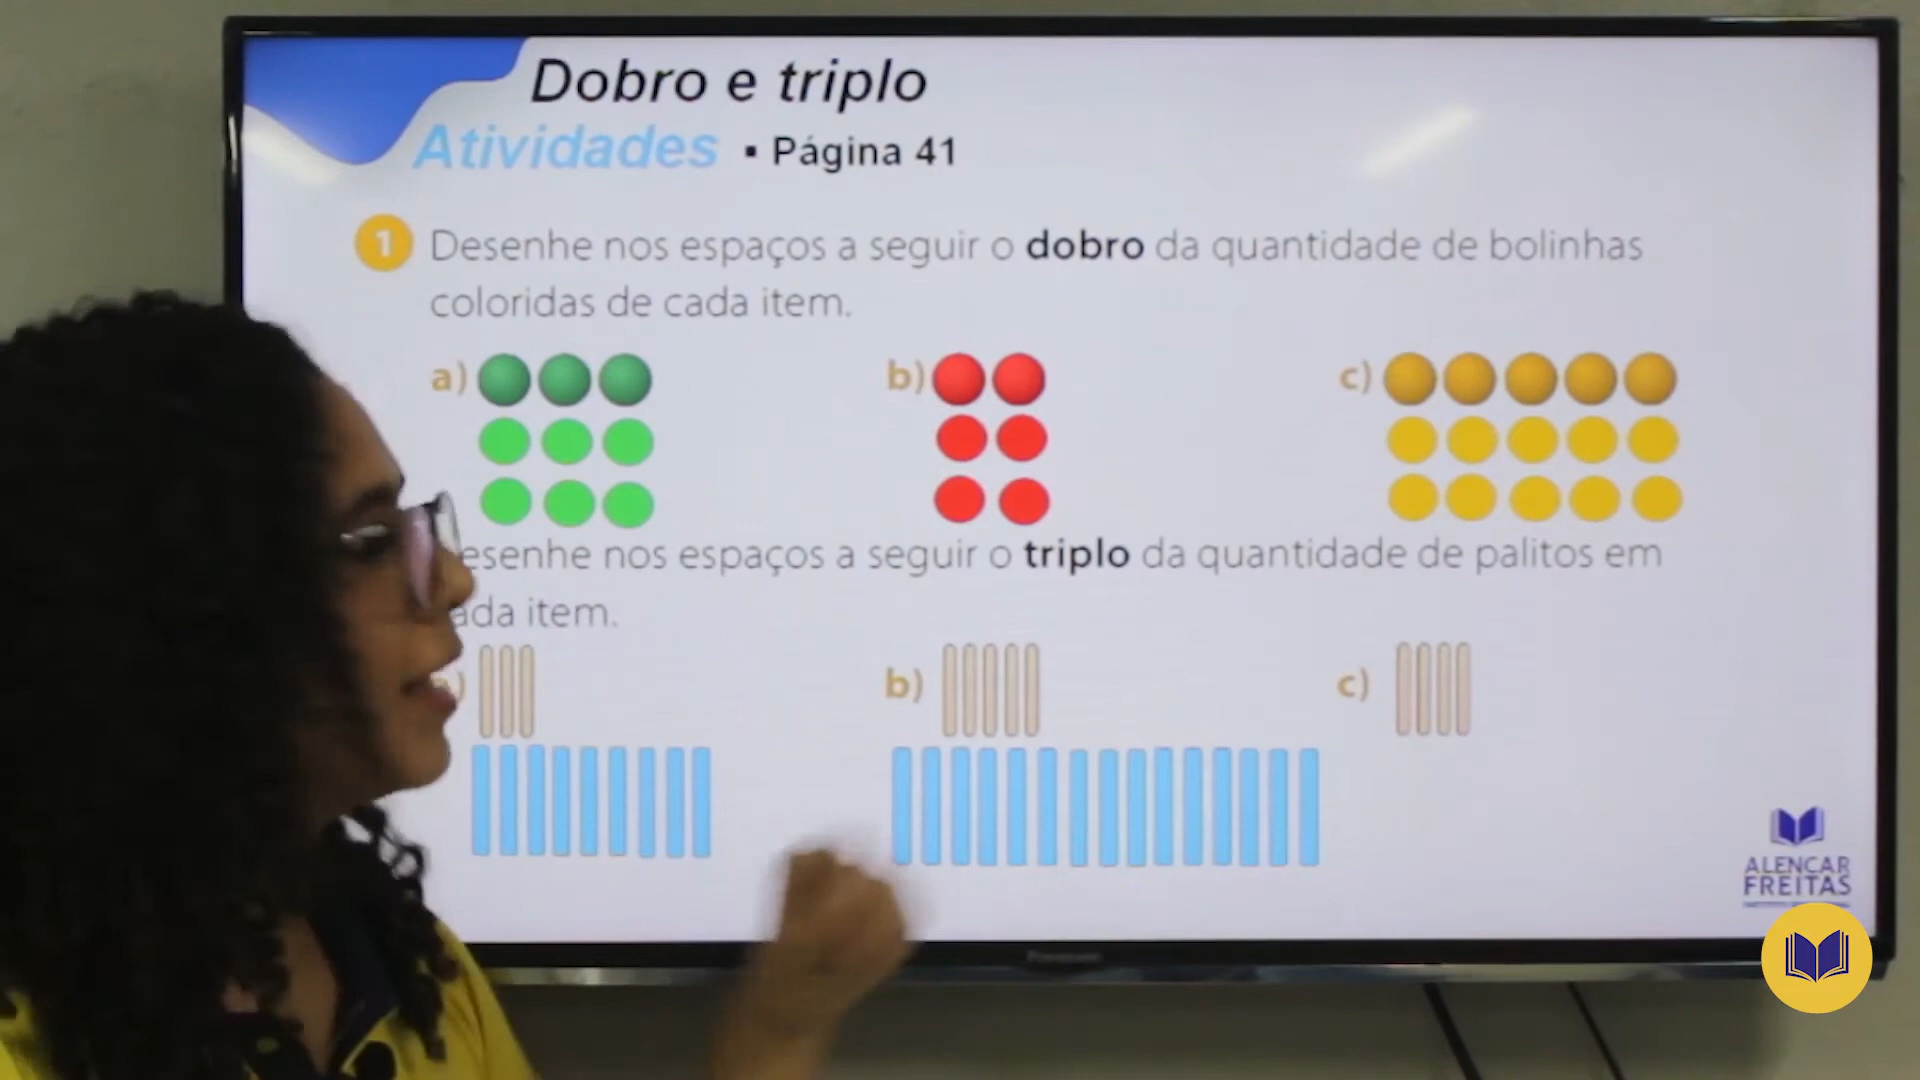 Dobro e triplo
Atividades ▪ Página 41
1 Desenhe nos espaços a seguir o dobro da quantidade de bolinhas
coloridas de cada item.
a) b) c)
esenhe nos espaços a seguir o triplo da quantidade de palitos em
ada item.
) b) c)
ALENCAR
FREITAS